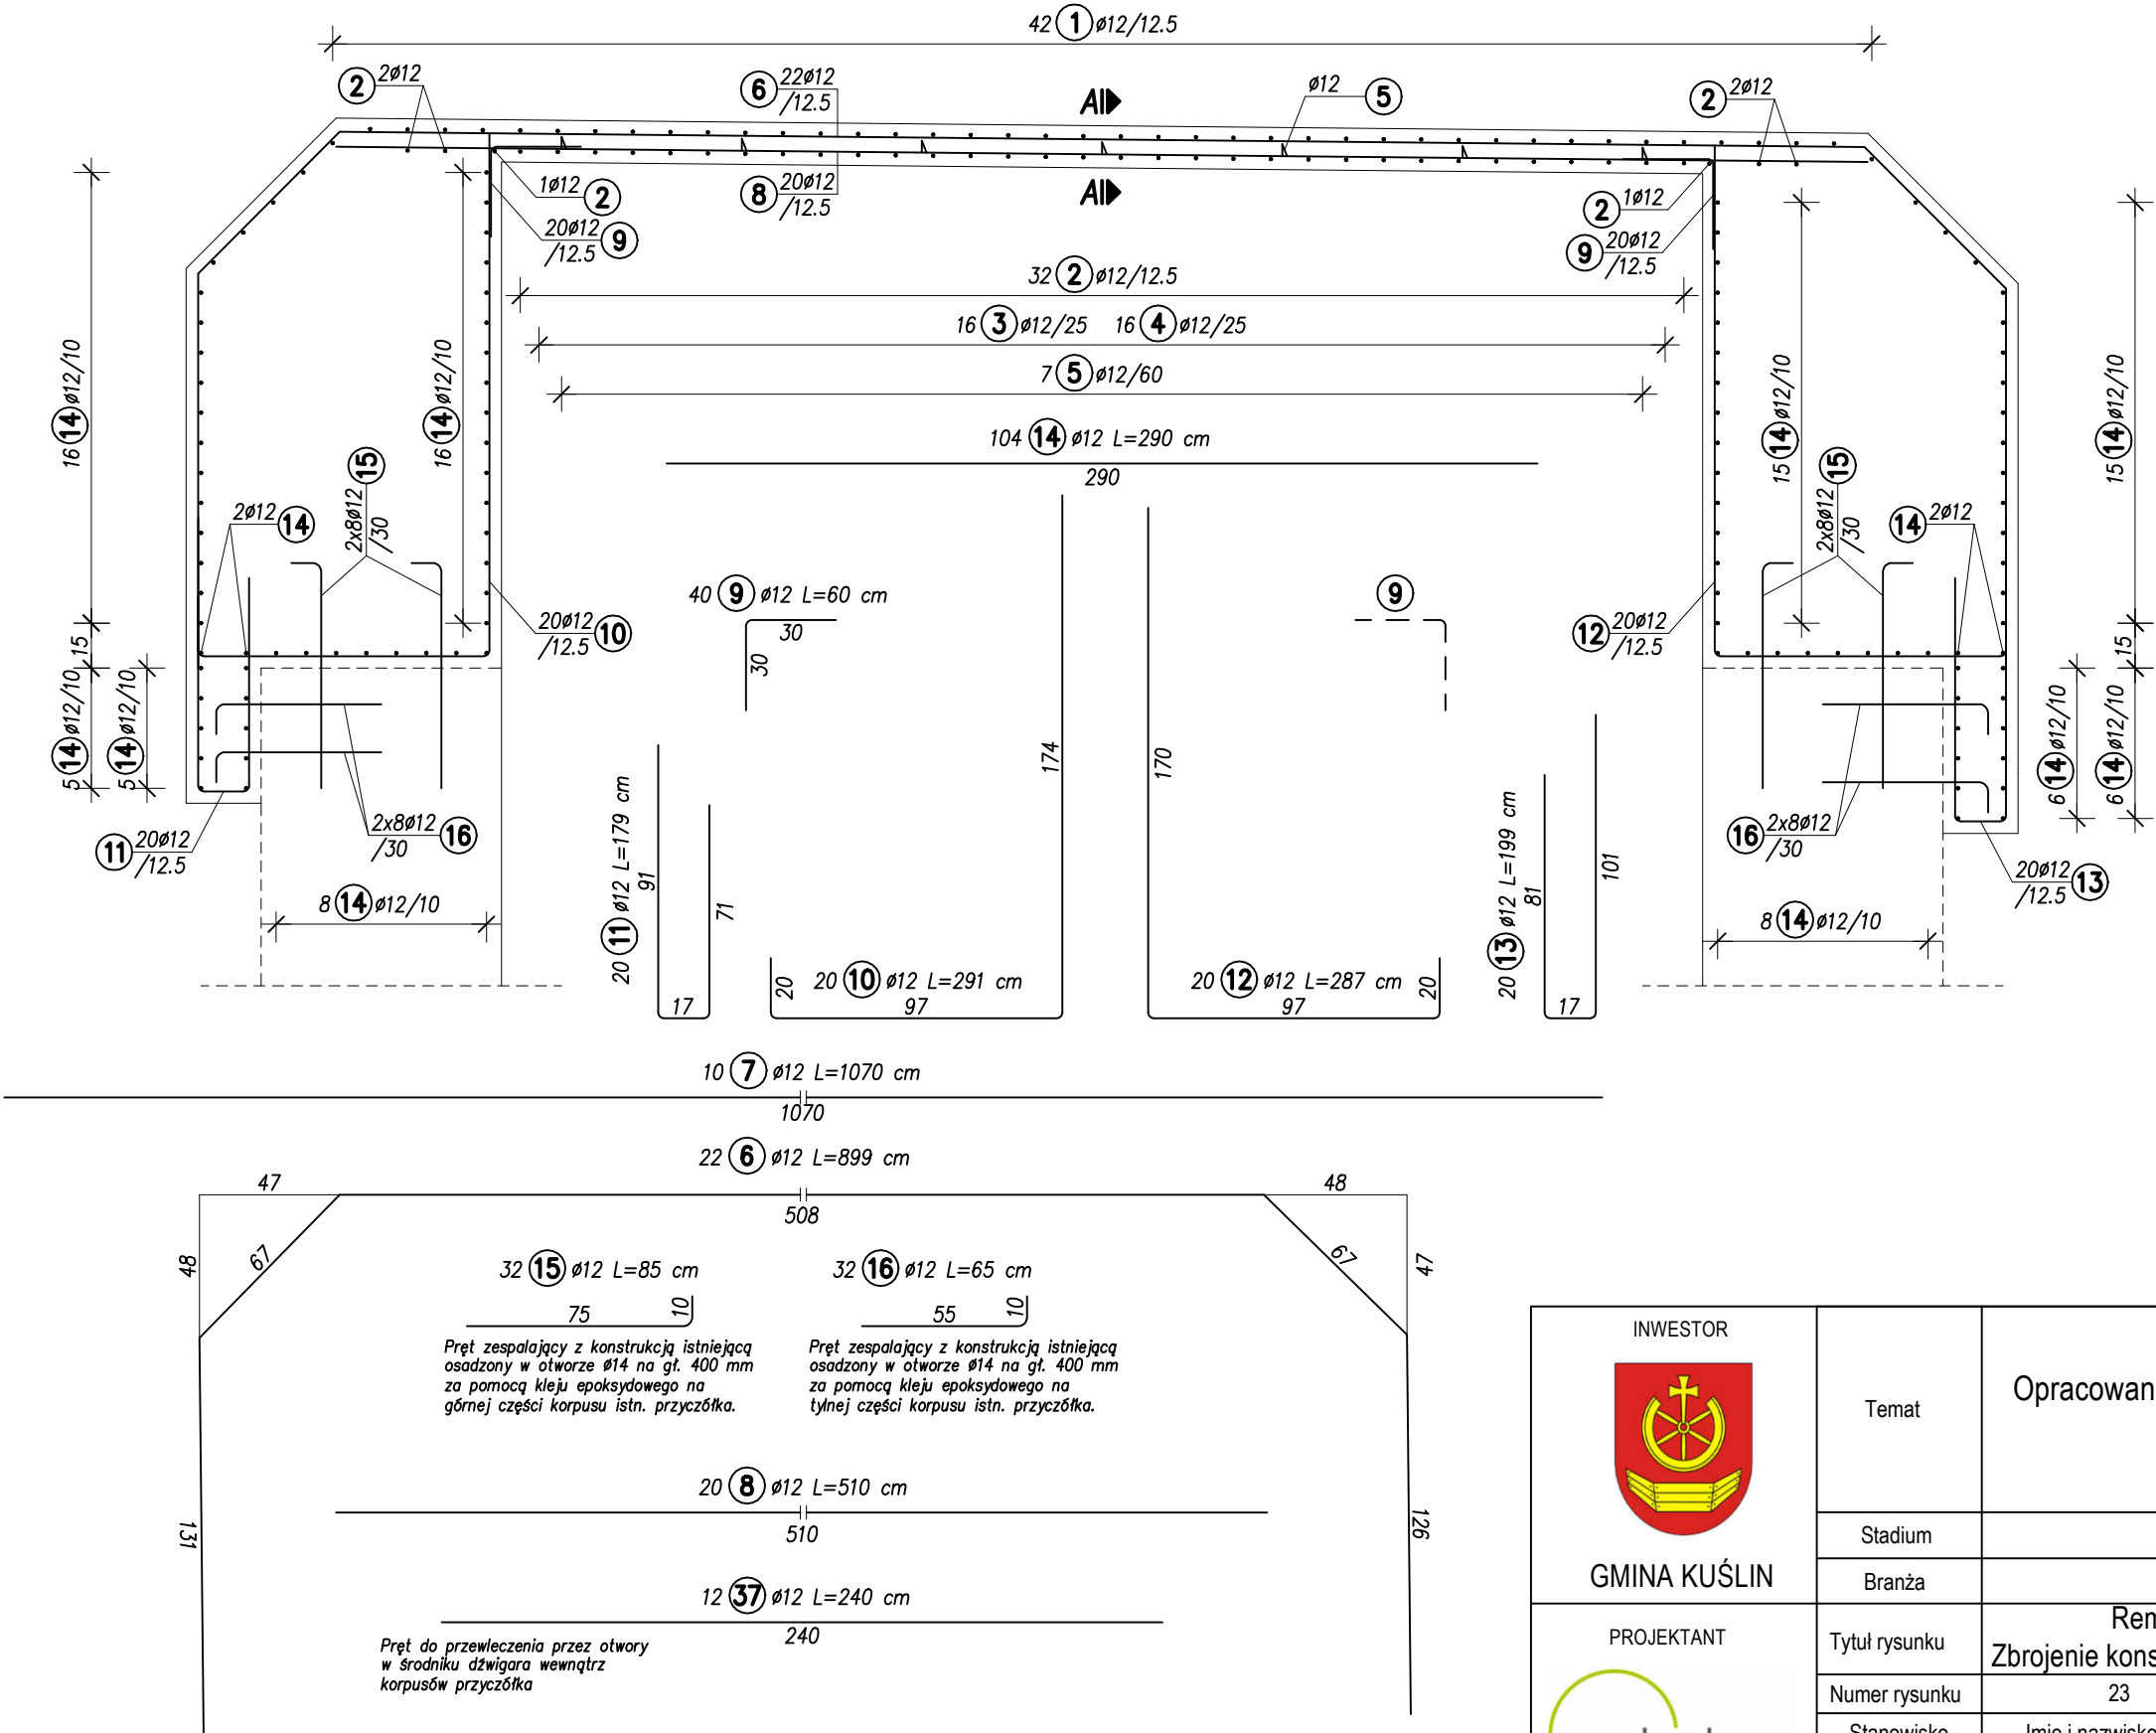 42 1 ø12/12.5
2 2ø12
6 22ø12
/12.5
AI
ø12 5
2 2ø12
1ø12 2
20ø12
/12.5 9
8 20ø12
/12.5
AI
2 1ø12
9 20ø12
/12.5
32 2 ø12/12.5
16 3 ø12/25 16 4 ø12/25
7 5 ø12/60
104 14 ø12 L=290 cm
290
16 14 ø12/10
16 14 ø12/10
15 14 ø12/10
15 14 ø12/10
2x8ø12
/30 15
2x8ø12
/30 15
2ø12 14
14 2ø12
20ø12
/12.5 10
12 20ø12
/12.5
40 9 ø12 L=60 cm
30
30
9
15
5 14 ø12/10
5 14 ø12/10
15
6 14 ø12/10
6 14 ø12/10
11 20ø12
/12.5
2x8ø12
/30 16
16 2x8ø12
/30
20ø12
/12.5 13
8 14 ø12/10
8 14 ø12/10
20 11 ø12 L=179 cm
91
71
17
174
20
20 10 ø12 L=291 cm
97
170
20 12 ø12 L=287 cm
97
20
20 13 ø12 L=199 cm
81
101
17
10 7 ø12 L=1070 cm
1070
22 6 ø12 L=899 cm
47
48
508
48
67
67
47
32 15 ø12 L=85 cm
75
10
Pręt zespalający z konstrukcją istniejącą
osadzony w otworze ø14 na gł. 400 mm
za pomocą kleju epoksydowego na
górnej części korpusu istn. przyczółka.
32 16 ø12 L=65 cm
55
10
Pręt zespalający z konstrukcją istniejącą
osadzony w otworze ø14 na gł. 400 mm
za pomocą kleju epoksydowego na
tylnej części korpusu istn. przyczółka.
20 8 ø12 L=510 cm
510
131
126
12 37 ø12 L=240 cm
240
Pręt do przewleczenia przez otwory
w środniku dźwigara wewnątrz
korpusów przyczółka
INWESTOR
GMINA KUŚLIN
PROJEKTANT
Temat
Opracowan
Stadium
Branża
Tytuł rysunku
Rem
Zbrojenie kons
Numer rysunku
23
Stanowisko
Imię i nazwisko